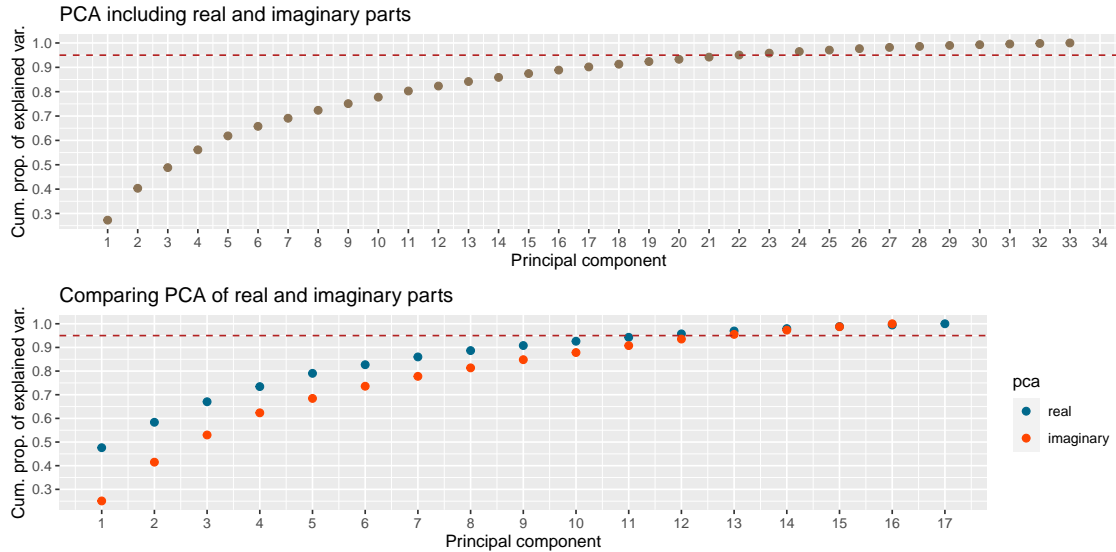 PCA including real and imaginary parts
Cum. prop. of explained var.
1.0
0.9
0.8
0.7
0.6
0.5
0.4
0.3
1 2 3 4 5 6 7 8 9 10 11 12 13 14 15 16 17 18 19 20 21 22 23 24 25 26 27 28 29 30 31 32 33 34
Principal component
Comparing PCA of real and imaginary parts
Cum. prop. of explained var.
1.0
0.9
0.8
0.7
0.6
0.5
0.4
0.3
1 2 3 4 5 6 7 8 9 10 11 12 13 14 15 16 17
Principal component
pca
real
imaginary